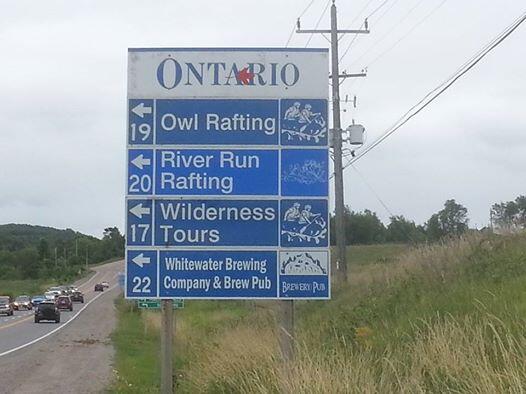 ONTARIO
19 Owl Rafting
20 River Run
Rafting
17 Wilderness
Tours
22 Whitewater Brewing
Company & Brew Pub
BREWERY/PUB